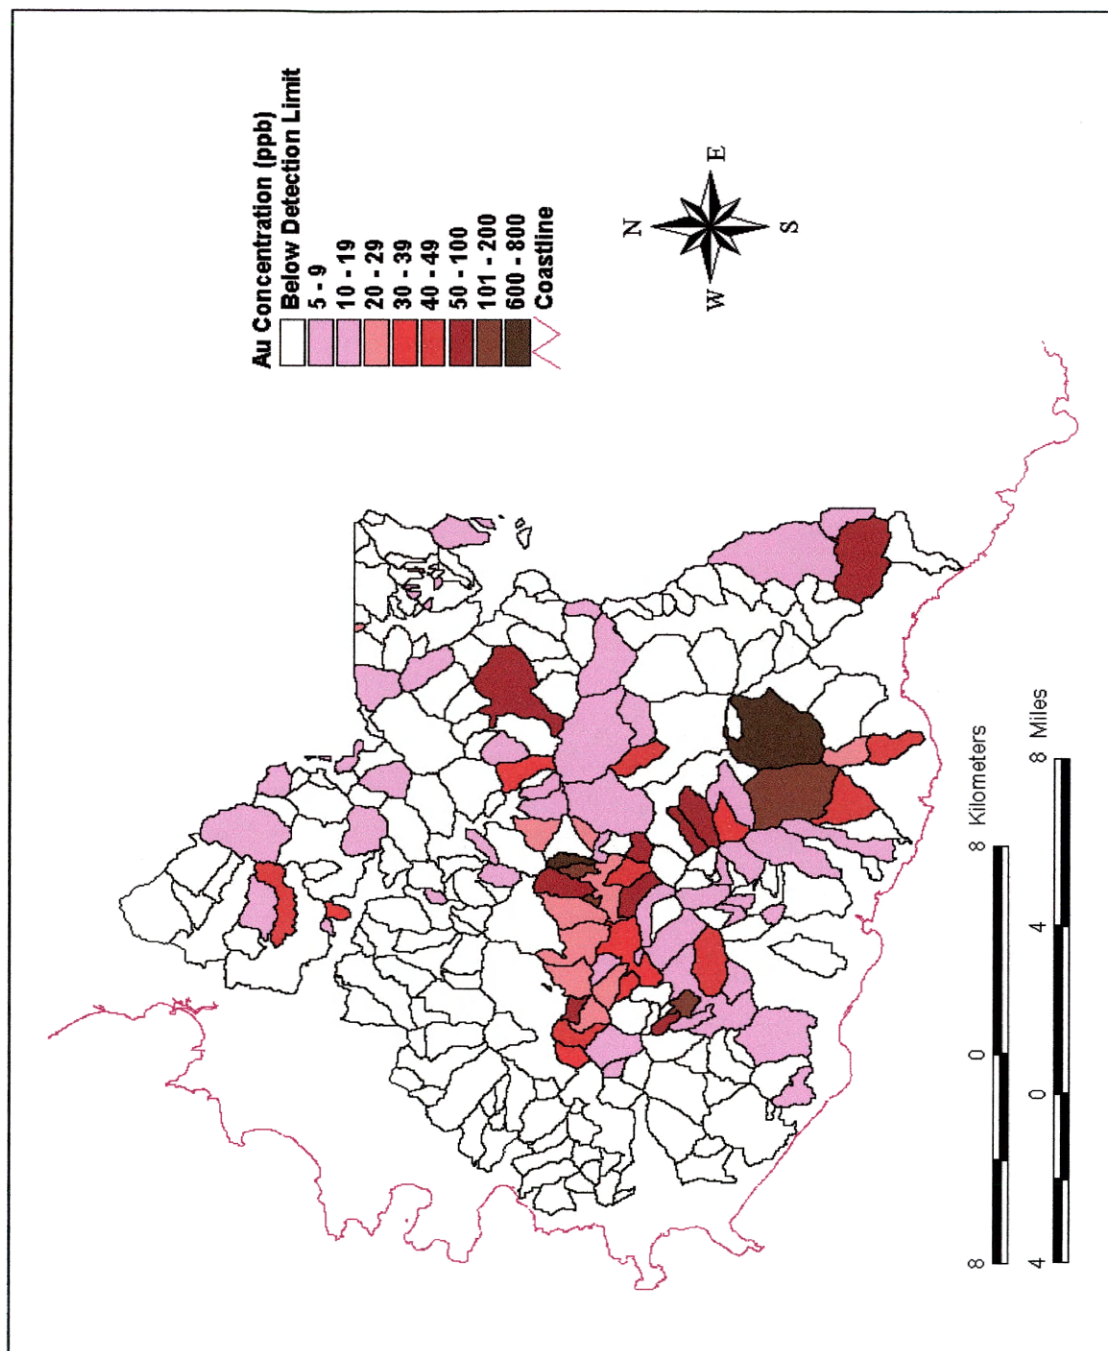 Au Concentration (ppb)
Below Detection Limit
5 - 9
10 - 19
20 - 29
30 - 39
40 - 49
50 - 100
101 - 200
600 - 800
Coastline
N
W
E
S
8 0 8 Kilometers
4 0 4 8 Miles